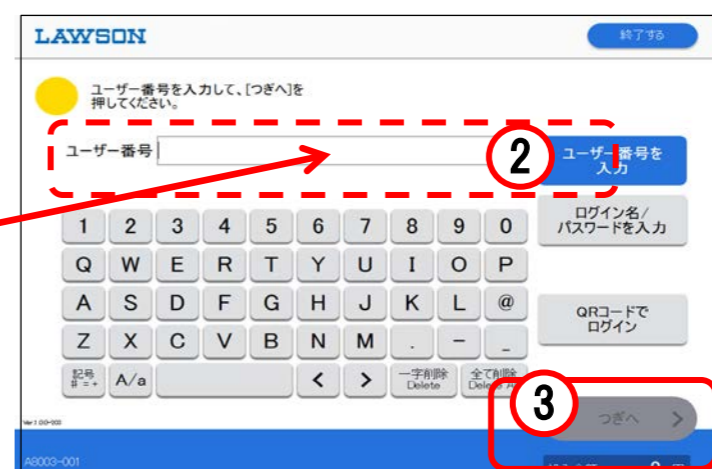 LAWSON
終了する
ユーザー番号を入力して、[つぎへ]を
押してください。
ユーザー番号
②
ユーザー番号を
入力
1 2 3 4 5 6 7 8 9 0
ログイン名/
パスワードを入力
Q W E R T Y U I O P
A S D F G H J K L @
QRコードで
ログイン
Z X C V B N M . - _
記号
# = +
A/a
< >
一字削除
Delete
全て削除
③
つぎへ >
A8003-001